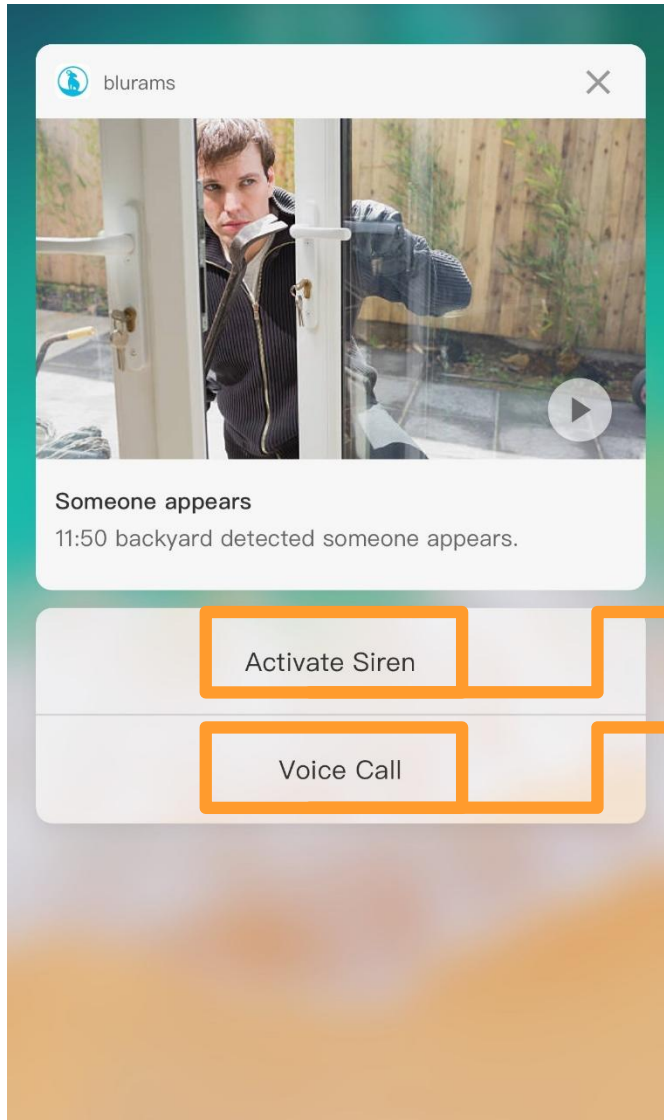 blurams
Someone appears
11:50 backyard detected someone appears.
Activate Siren
Voice Call